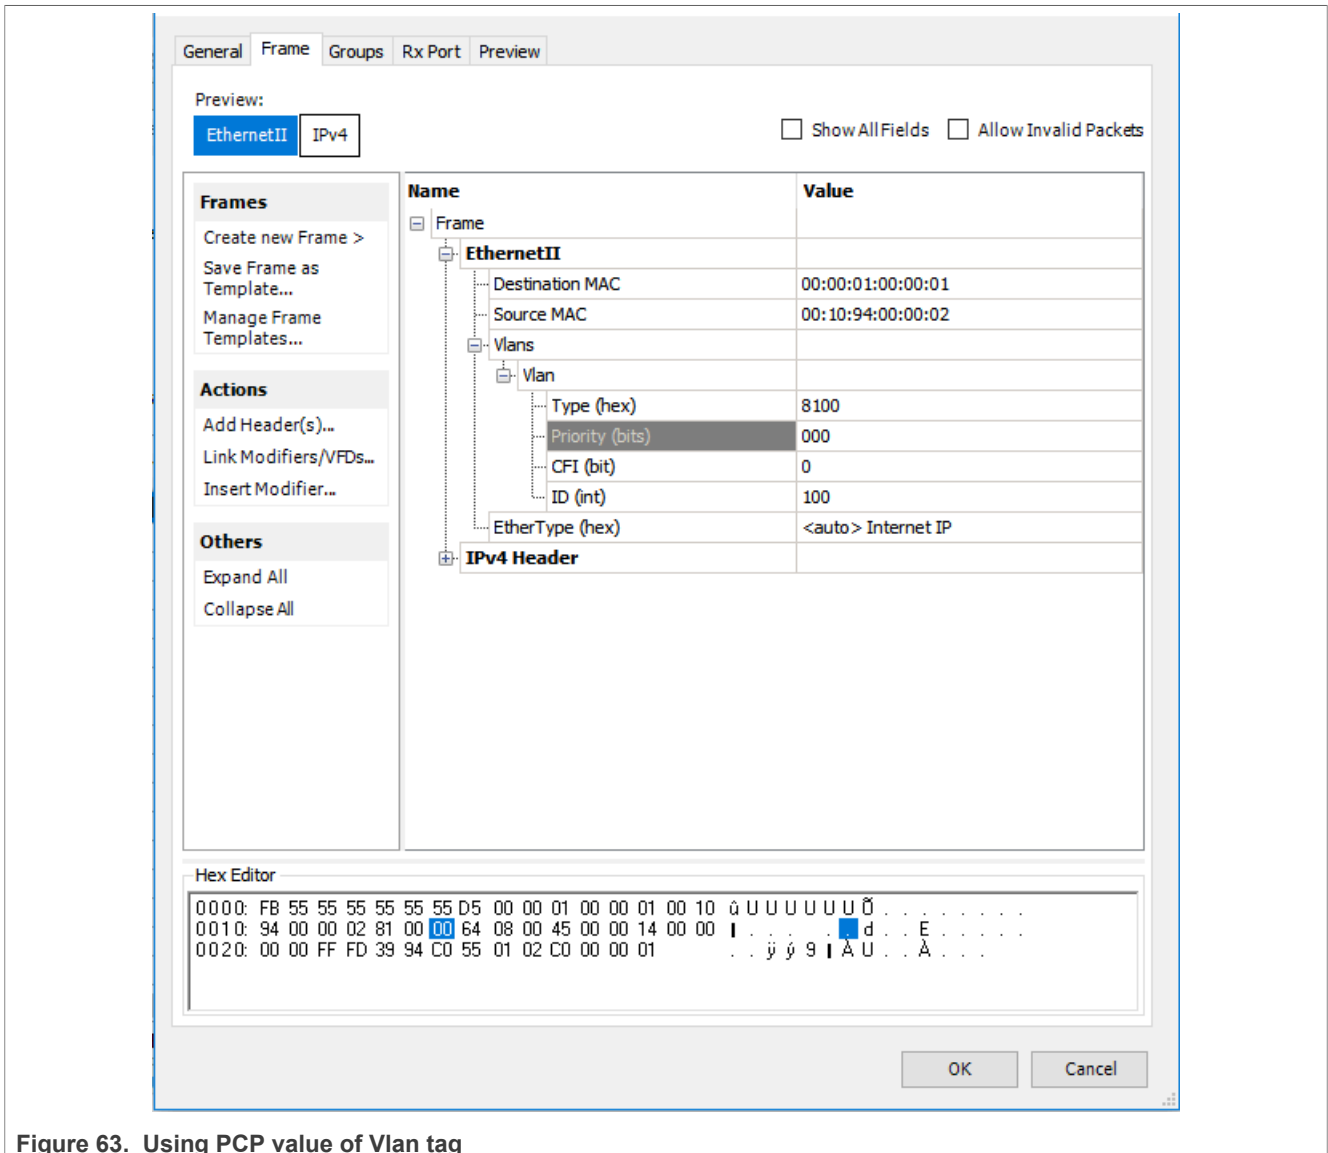 General Frame Groups Rx Port Preview
Preview:
EthernetII IPv4 Show All Fields Allow Invalid Packets
Frames
Create new Frame >
Save Frame as
Template...
Manage Frame
Templates...
Actions
Add Header(s)...
Link Modifiers/VFDs...
Insert Modifier...
Others
Expand All
Collapse All
Name Value
Frame
EthernetII
Destination MAC 00:00:01:00:00:01
Source MAC 00:10:94:00:00:02
Vlans
Vlan
Type (hex) 8100
Priority (bits) 000
CFI (bit) 0
ID (int) 100
EtherType (hex) <auto> Internet IP
IPv4 Header
Hex Editor
0000: FB 55 55 55 55 55 55 D5 00 00 01 00 00 01 00 10 û U U U U U U Õ . . . . . . . .
0010: 94 00 00 02 81 00 00 64 08 00 45 00 00 14 00 00 . . . . . d . . E . . . . .
0020: 00 00 FF FD 39 94 C0 55 01 02 C0 00 00 01 . . ÿ ý 9 À U . . À . . .
OK Cancel
Figure 63. Using PCP value of Vlan tag